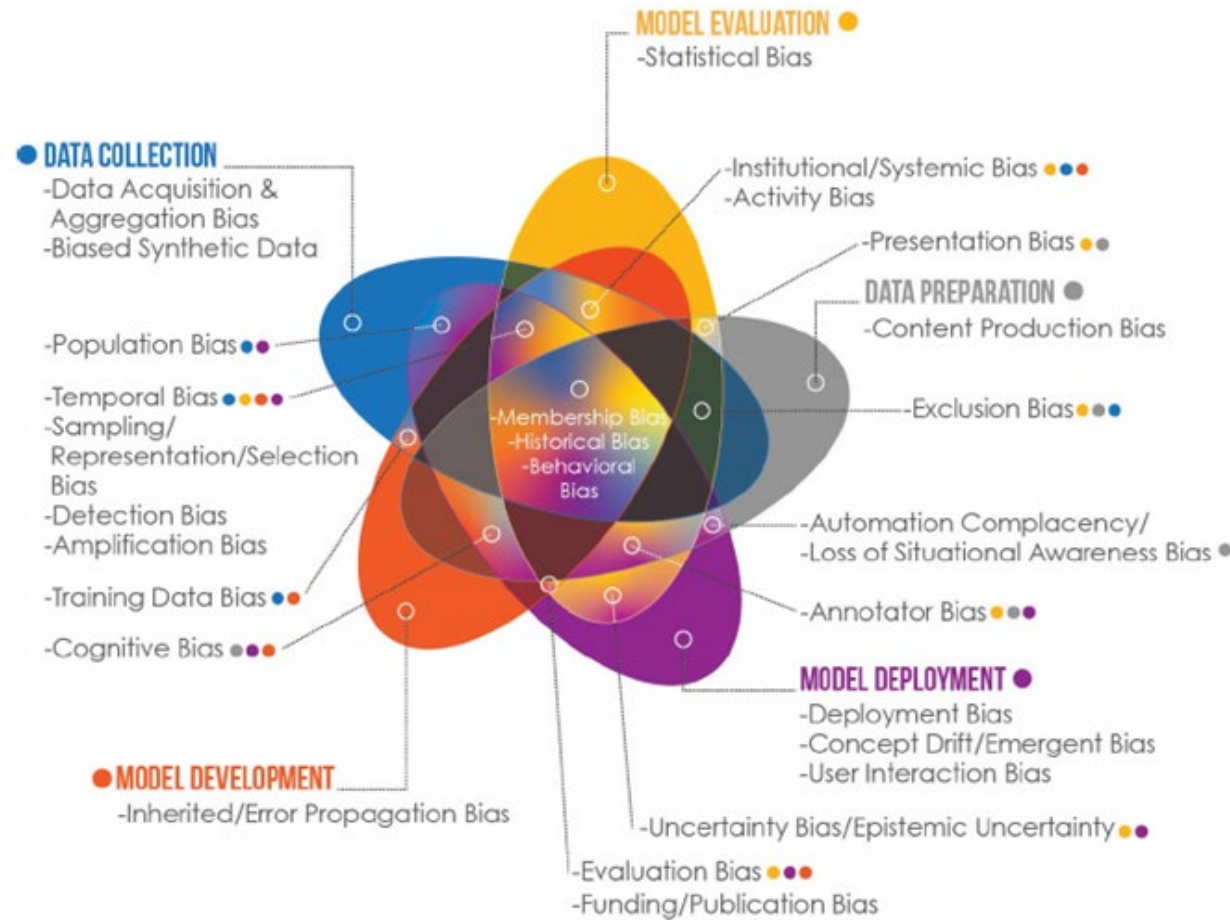 MODEL EVALUATION
-Statistical Bias
DATA COLLECTION
-Data Acquisition &
Aggregation Bias
-Biased Synthetic Data
-Institutional/Systemic Bias
-Activity Bias
-Presentation Bias
DATA PREPARATION
-Content Production Bias
-Population Bias
-Temporal Bias
-Sampling/
Representation/Selection
Bias
-Detection Bias
-Amplification Bias
-Exclusion Bias
-Membership Bias
-Historical Bias
-Behavioral
Bias
-Automation Complacency/
-Loss of Situational Awareness Bias
-Training Data Bias
-Cognitive Bias
-Annotator Bias
MODEL DEPLOYMENT
-Deployment Bias
-Concept Drift/Emergent Bias
-User Interaction Bias
MODEL DEVELOPMENT
-Inherited/Error Propagation Bias
-Uncertainty Bias/Epistemic Uncertainty
-Evaluation Bias
-Funding/Publication Bias